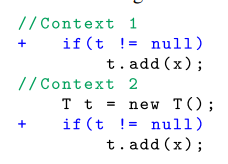 //Context 1
+   if(t != null)
        t.add(x);
//Context 2
    T t = new T();
+   if(t != null)
        t.add(x);